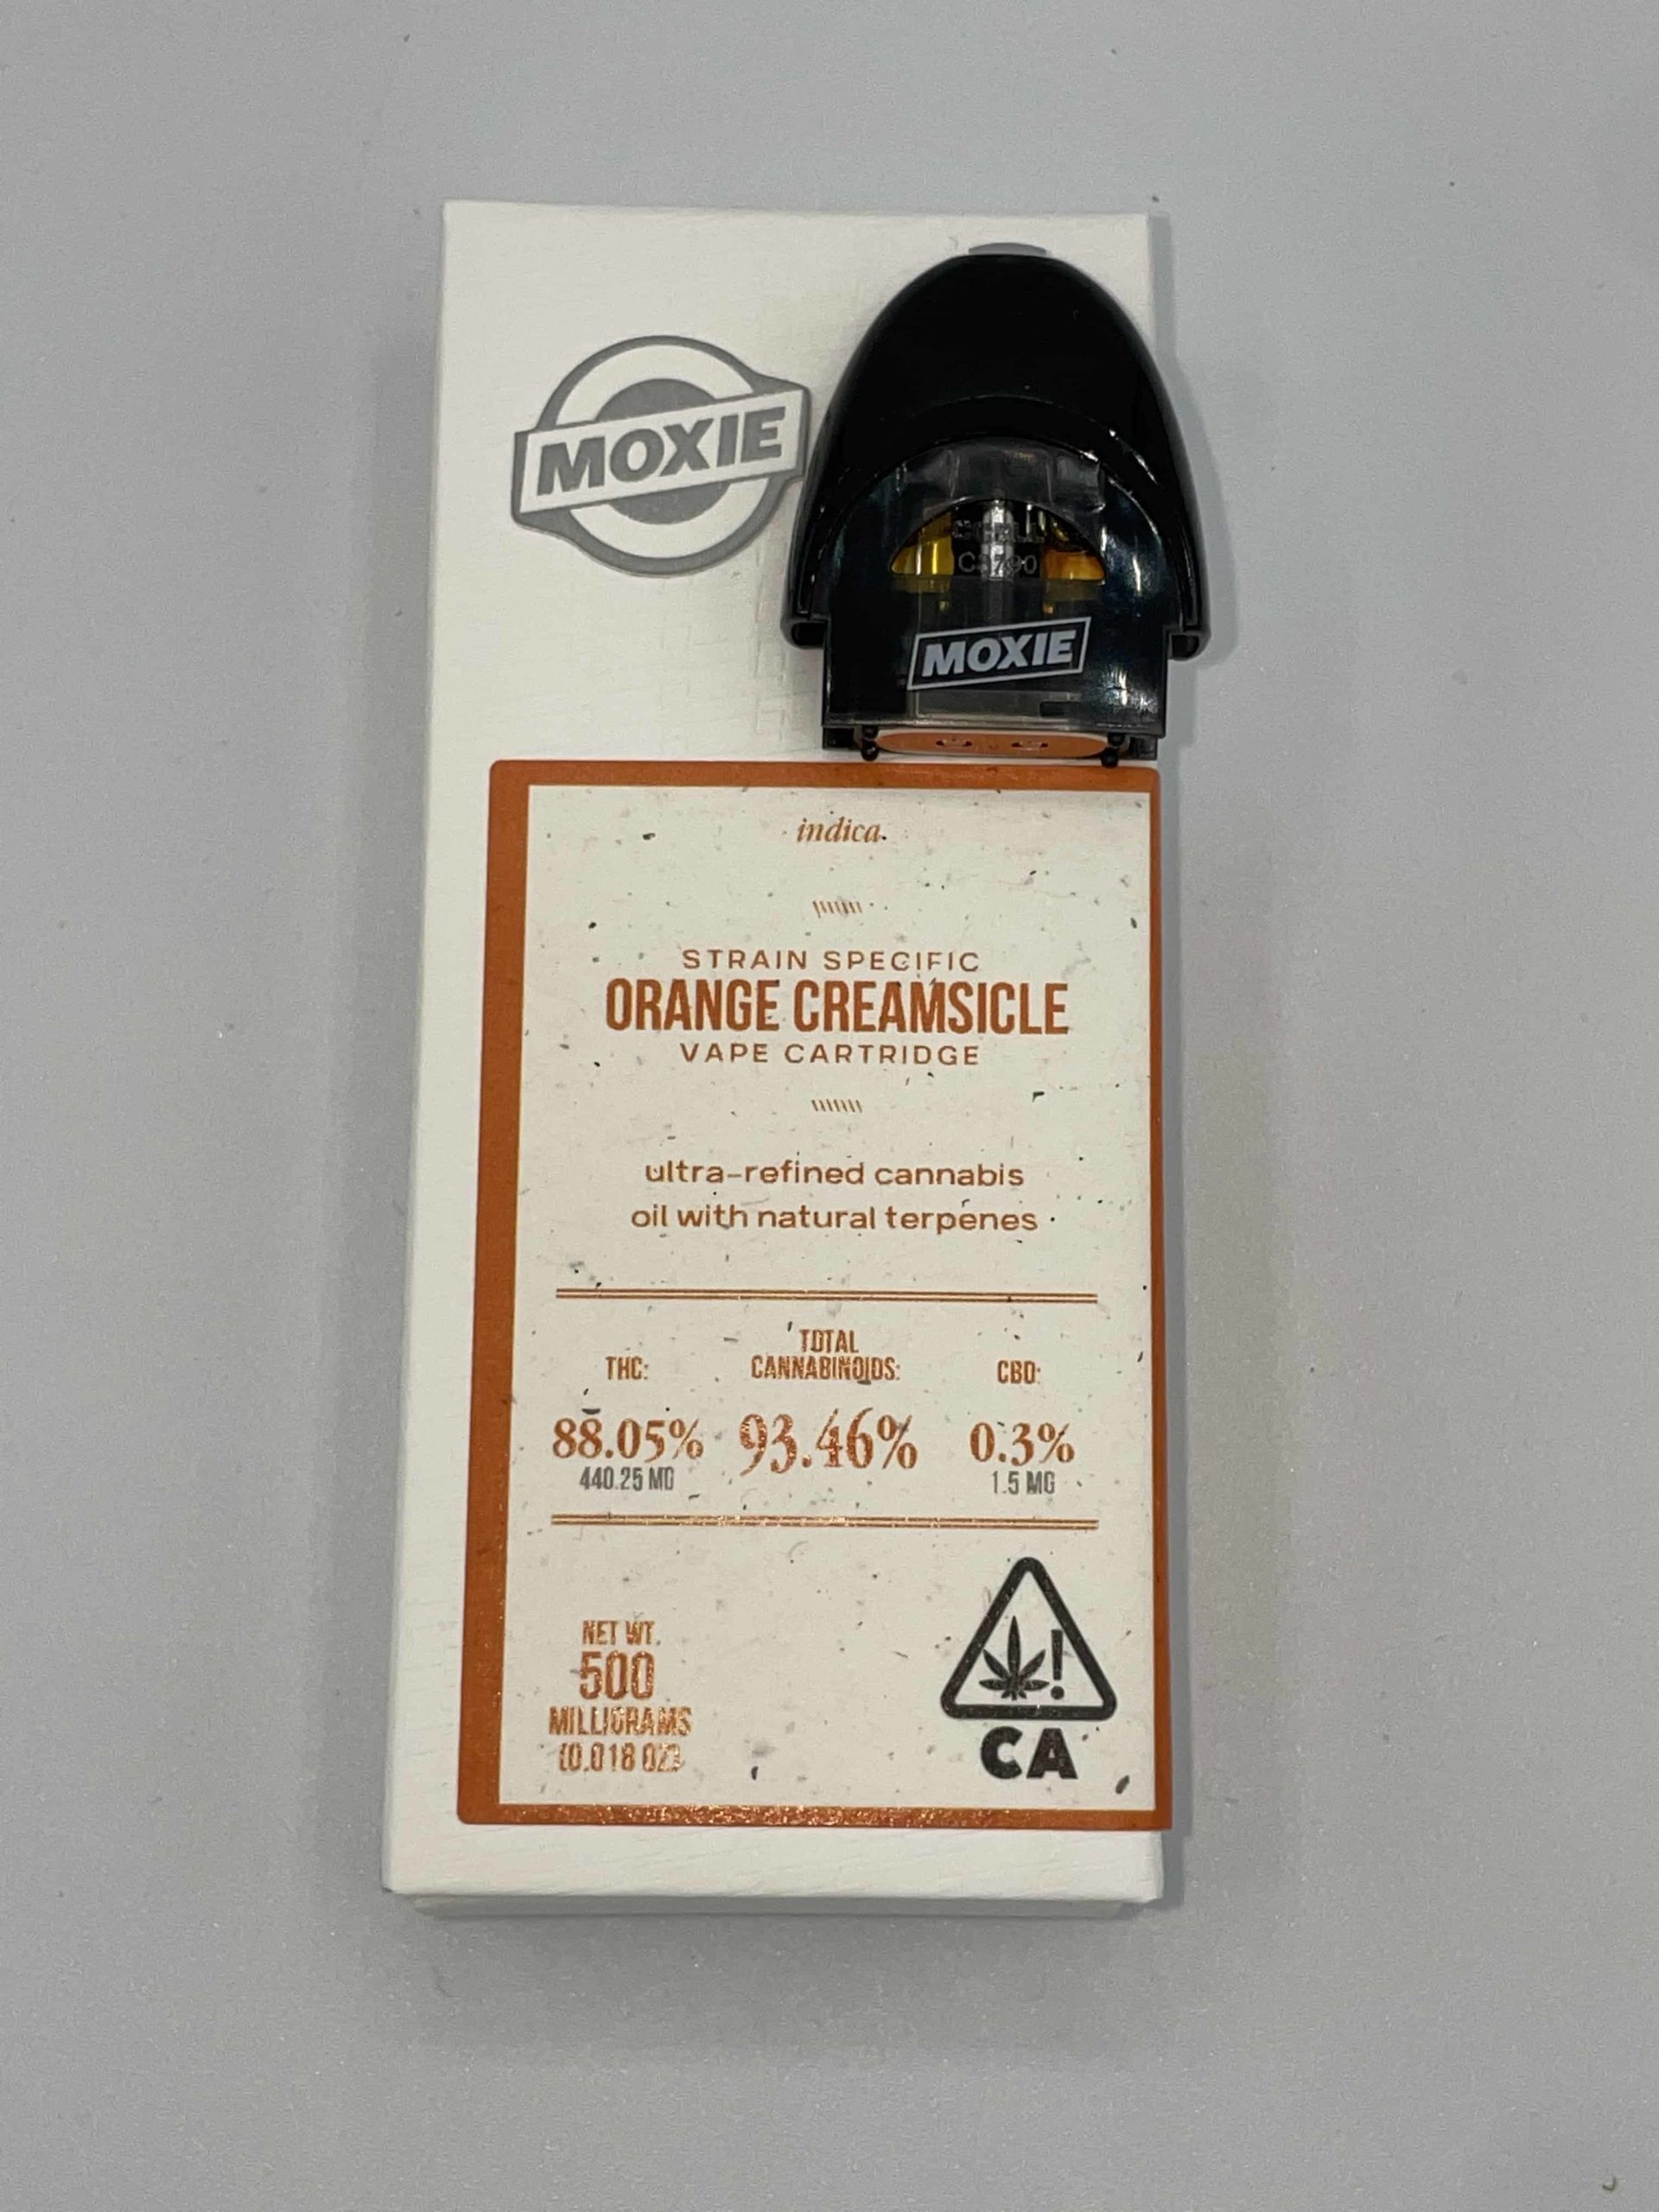 MOXIE
MOXIE
indica
STRAIN SPECIFIC
ORANGE CREAMSICLE
VAPE CARTRIDGE
ultra-refined cannabis
oil with natural terpenes
THC:
TOTAL
CANNABINOIDS:
CBD:
88.05%
93.46%
0.3%
440.25 MG
1.5 MG
NET WT.
500
MILLIGRAMS
(0.018 OZ)
CA